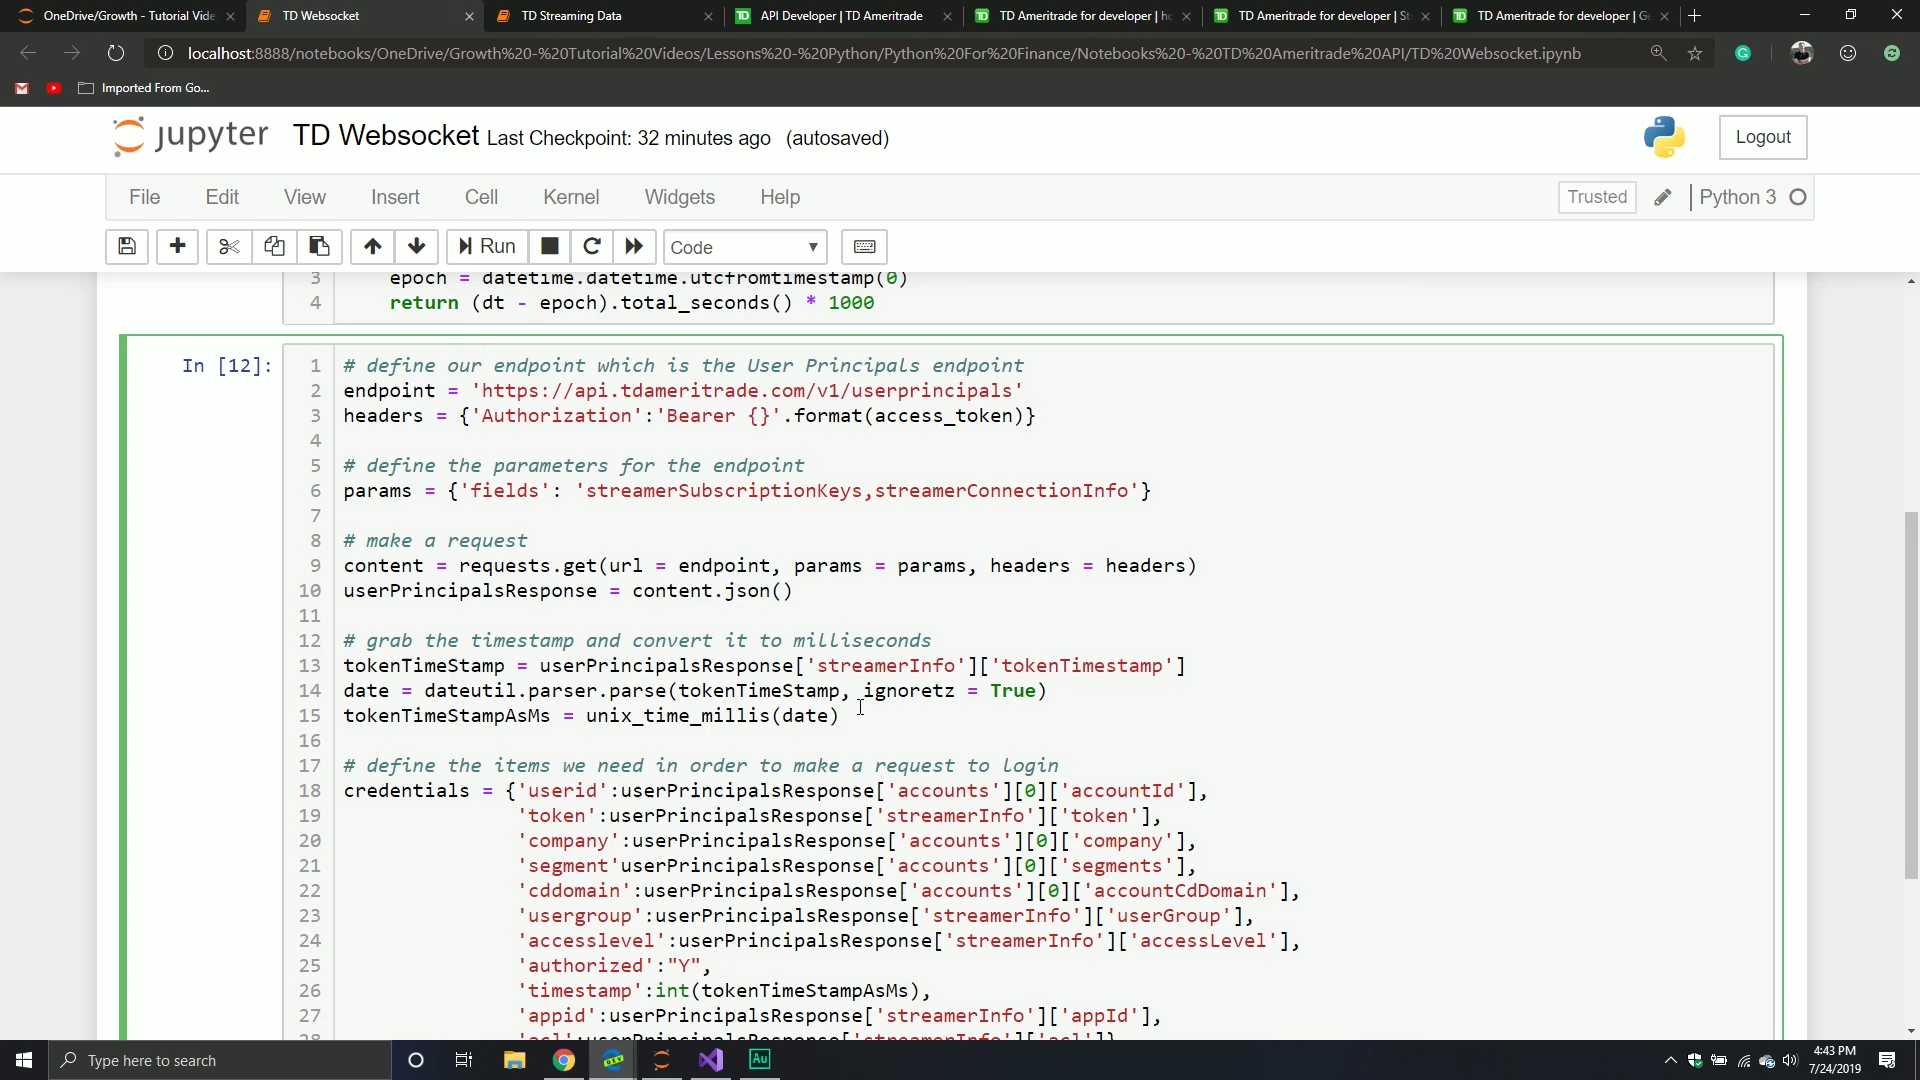 OneDrive/Growth - Tutorial Vide
TD Websocket
TD Streaming Data
API Developer | TD Ameritrade
TD Ameritrade for developer | ho
TD Ameritrade for developer | St
TD Ameritrade for developer | Ge
localhost:8888/notebooks/OneDrive/Growth%20-%20Tutorial%20Videos/Lessons%20-%20Python/Python%20For%20Finance/Notebooks%20-%20TD%20Ameritrade%20API/TD%20Websocket.ipynb
Imported From Go...
jupyter TD Websocket Last Checkpoint: 32 minutes ago (autosaved)
Logout
File Edit View Insert Cell Kernel Widgets Help
Trusted
Python 3
Run
Code
3 epoch = datetime.datetime.utcfromtimestamp(0)
4 return (dt - epoch).total_seconds() * 1000
In [12]:
1 # define our endpoint which is the User Principals endpoint
2 endpoint = 'https://api.tdameritrade.com/v1/userprincipals'
3 headers = {'Authorization':'Bearer {}'.format(access_token)}
4
5 # define the parameters for the endpoint
6 params = {'fields': 'streamerSubscriptionKeys,streamerConnectionInfo'}
7
8 # make a request
9 content = requests.get(url = endpoint, params = params, headers = headers)
10 userPrincipalsResponse = content.json()
11
12 # grab the timestamp and convert it to milliseconds
13 tokenTimeStamp = userPrincipalsResponse['streamerInfo']['tokenTimestamp']
14 date = dateutil.parser.parse(tokenTimeStamp, ignoretz = True)
15 tokenTimeStampAsMs = unix_time_millis(date)
16
17 # define the items we need in order to make a request to login
18 credentials = {'userid':userPrincipalsResponse['accounts'][0]['accountId'],
19 'token':userPrincipalsResponse['streamerInfo']['token'],
20 'company':userPrincipalsResponse['accounts'][0]['company'],
21 'segment'userPrincipalsResponse['accounts'][0]['segments'],
22 'cddomain':userPrincipalsResponse['accounts'][0]['accountCdDomain'],
23 'usergroup':userPrincipalsResponse['streamerInfo']['userGroup'],
24 'accesslevel':userPrincipalsResponse['streamerInfo']['accessLevel'],
25 'authorized':"Y",
26 'timestamp':int(tokenTimeStampAsMs),
27 'appid':userPrincipalsResponse['streamerInfo']['appId'],
28 'acl':userPrincipalsResponse['streamerInfo']['acl']}
Type here to search
DEV
Au
4:43 PM
7/24/2019